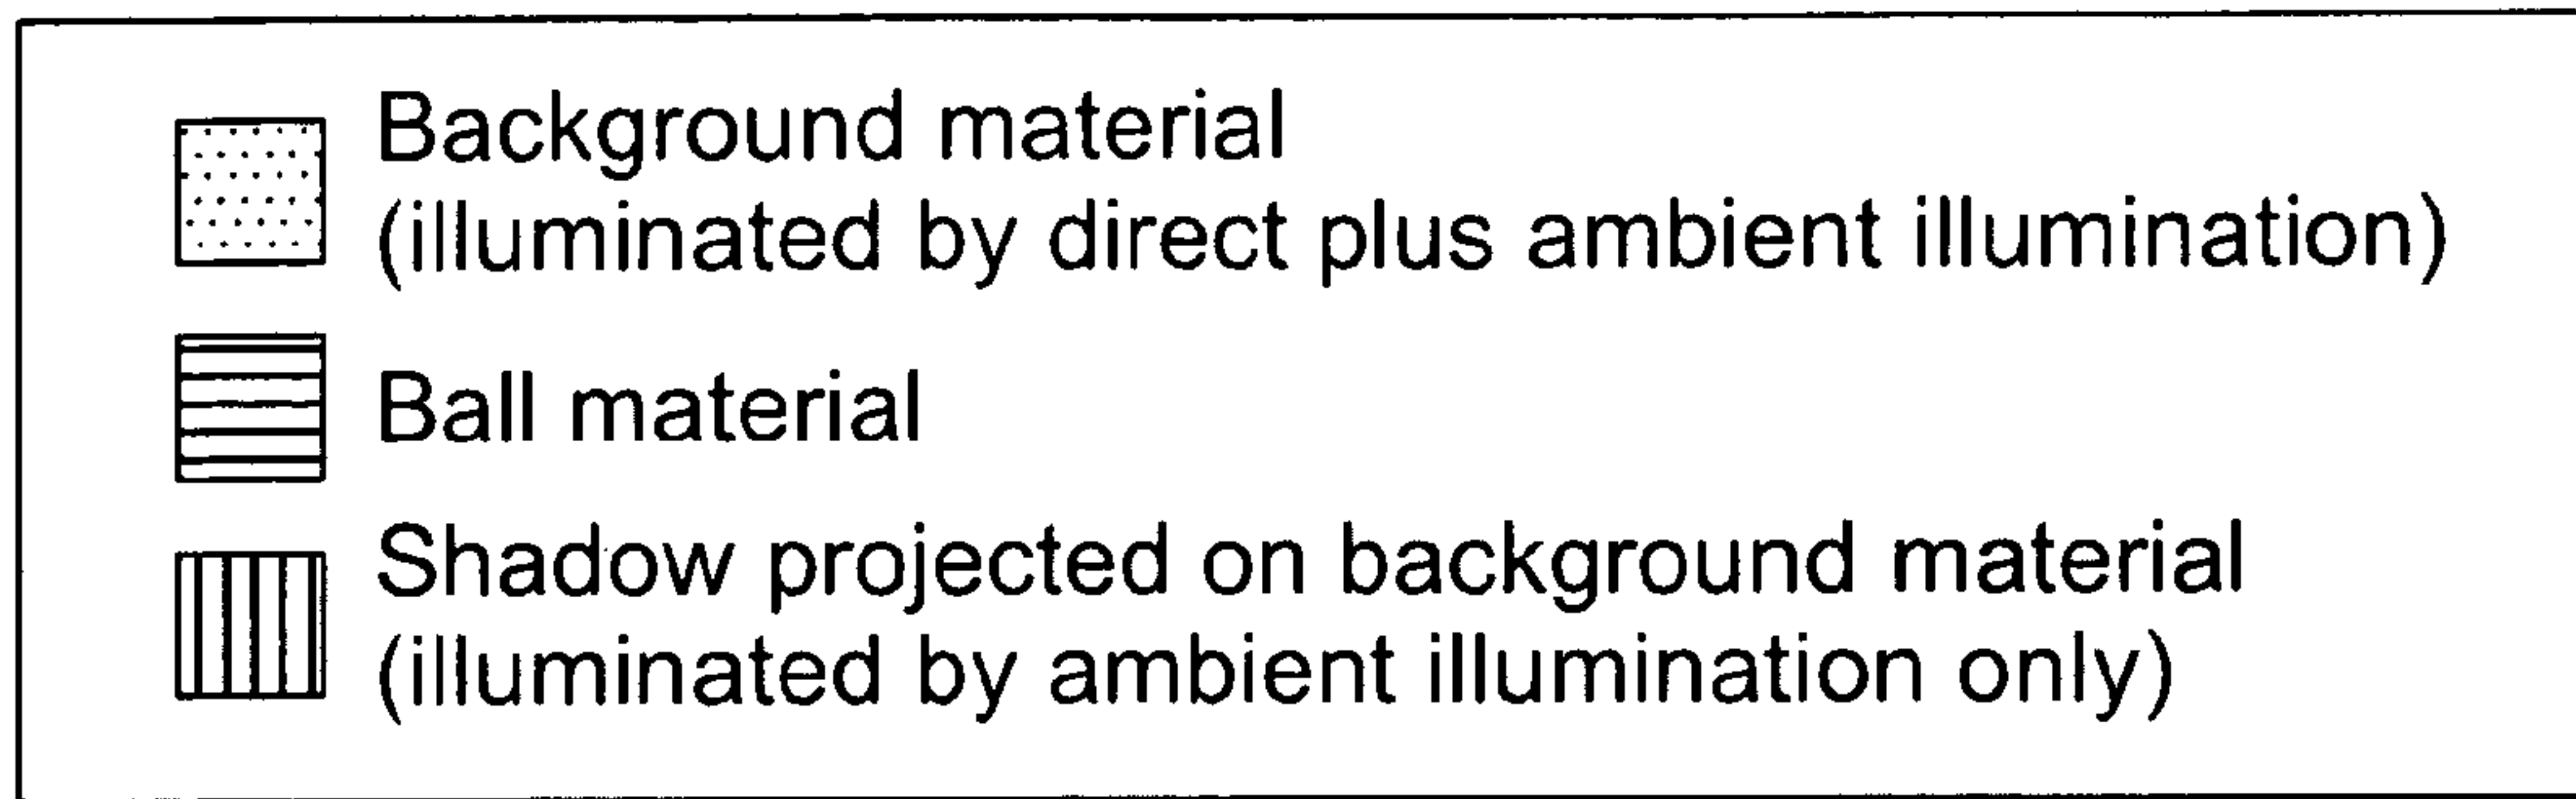 Background material
(illuminated by direct plus ambient illumination)
Ball material
Shadow projected on background material
(illuminated by ambient illumination only)